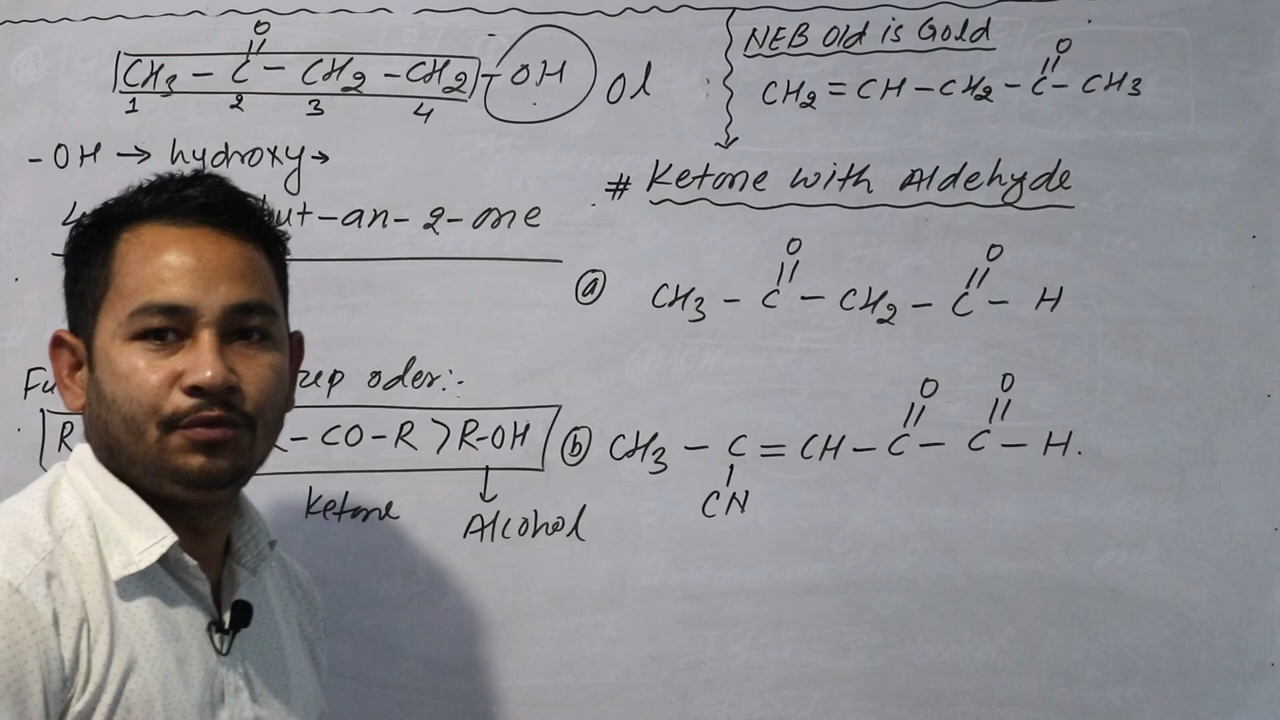 O
CH3 – C – CH2 – CH2 – OH Ol
1 2 3 4
-OH → hydroxy→
ut-an-2-one
Fu up oder:-
R – CO – R > R-OH
Ketone Alcohol
NEB Old is Gold
O
CH2 = CH – CH2 – C – CH3
# Ketone with Aldehyde
O O
(a) CH3 – C – CH2 – C – H
O O
(b) CH3 – C = CH – C – C – H.
CN